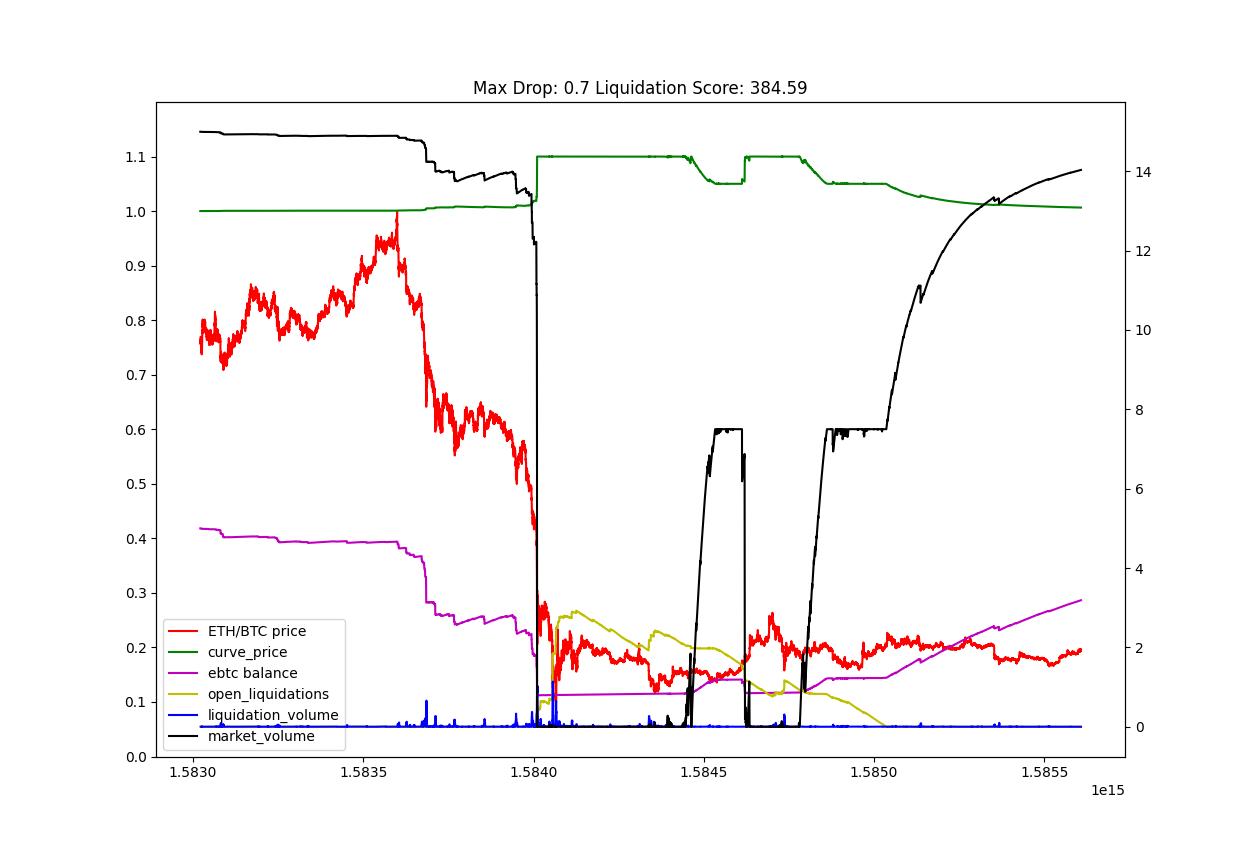 Max Drop: 0.7 Liquidation Score: 384.59
1.1
1.0
0.9
0.8
0.7
0.6
0.5
0.4
0.3
0.2
0.1
0.0
14
12
10
8
6
4
2
0
ETH/BTC price
curve_price
ebtc balance
open_liquidations
liquidation_volume
market_volume
1.5830 1.5835 1.5840 1.5845 1.5850 1.5855
1e15